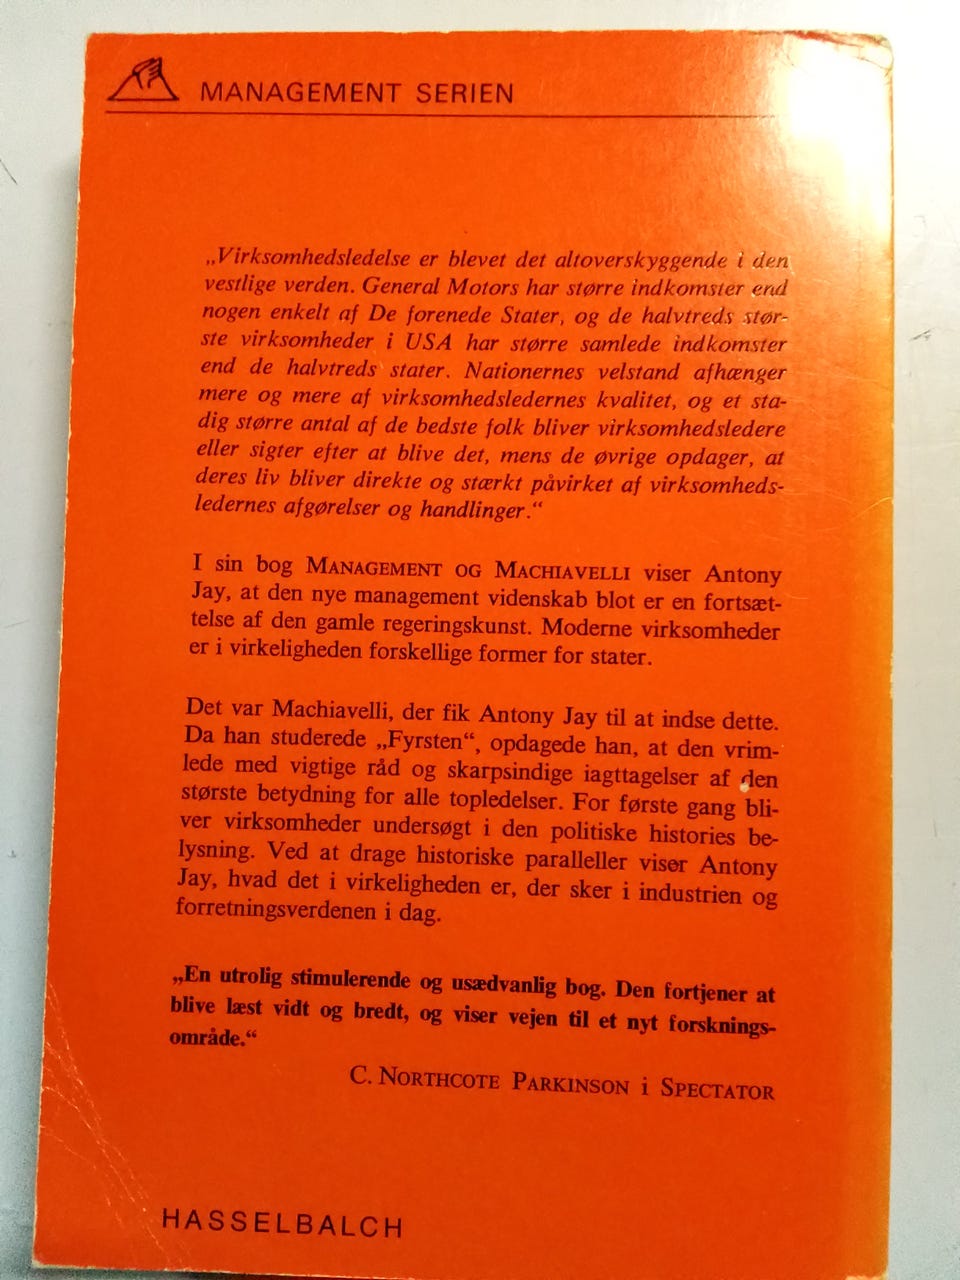 MANAGEMENT SERIEN
„Virksomhedsledelse er blevet det altoverskyggende i den
vestlige verden. General Motors har større indkomster end
nogen enkelt af De forenede Stater, og de halvtreds stør-
ste virksomheder i USA har større samlede indkomster
end de halvtreds stater. Nationernes velstand afhænger
mere og mere af virksomhedsledernes kvalitet, og et sta-
dig større antal af de bedste folk bliver virksomhedsledere
eller sigter efter at blive det, mens de øvrige opdager, at
deres liv bliver direkte og stærkt påvirket af virksomheds-
ledernes afgørelser og handlinger.“
I sin bog MANAGEMENT OG MACHIAVELLI viser Antony
Jay, at den nye management videnskab blot er en fortsæt-
telse af den gamle regeringskunst. Moderne virksomheder
er i virkeligheden forskellige former for stater.
Det var Machiavelli, der fik Antony Jay til at indse dette.
Da han studerede „Fyrsten“, opdagede han, at den vrim-
lede med vigtige råd og skarpsindige iagttagelser af den
største betydning for alle topledelser. For første gang bli-
ver virksomheder undersøgt i den politiske histories be-
lysning. Ved at drage historiske paralleller viser Antony
Jay, hvad det i virkeligheden er, der sker i industrien og
forretningsverdenen i dag.
„En utrolig stimulerende og usædvanlig bog. Den fortjener at
blive læst vidt og bredt, og viser vejen til et nyt forsknings-
område.“
C. NORTHCOTE PARKINSON i SPECTATOR
HASSELBALCH